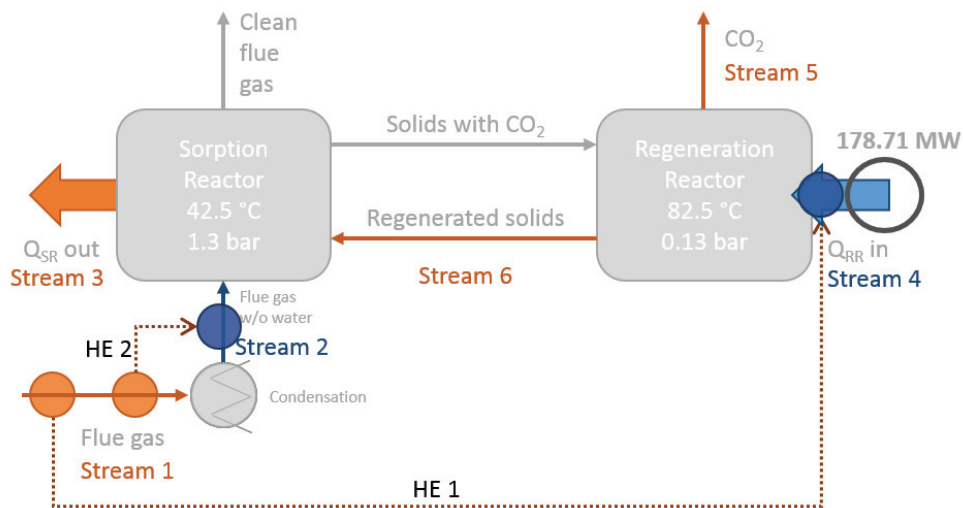 Clean
flue
gas
CO2
Stream 5
Solids with CO2
178.71 MW
Sorption
Reactor
42.5 °C
1.3 bar
Regeneration
Reactor
82.5 °C
0.13 bar
Regenerated solids
QSR out
Stream 3
Stream 6
QRR in
Stream 4
Flue gas
w/o water
HE 2
Stream 2
Condensation
Flue gas
Stream 1
HE 1